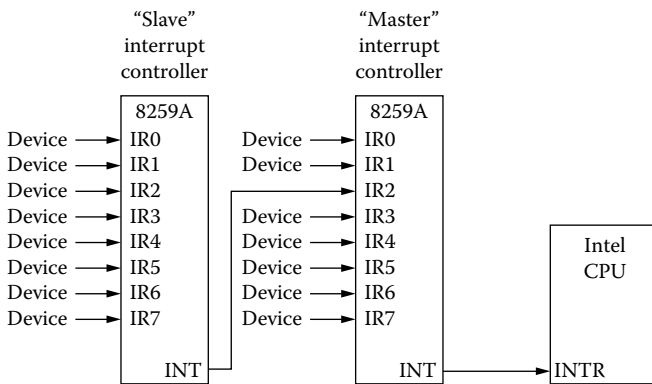 “Slave”
interrupt
controller
“Master”
interrupt
controller
8259A
8259A
Device IR0 Device IR0
Device IR1 Device IR1
Device IR2 IR2
Device IR3 Device IR3
Device IR4 Device IR4
Device IR5 Device IR5
Device IR6 Device IR6
Device IR7 Device IR7
Intel
CPU
INT INT INTR